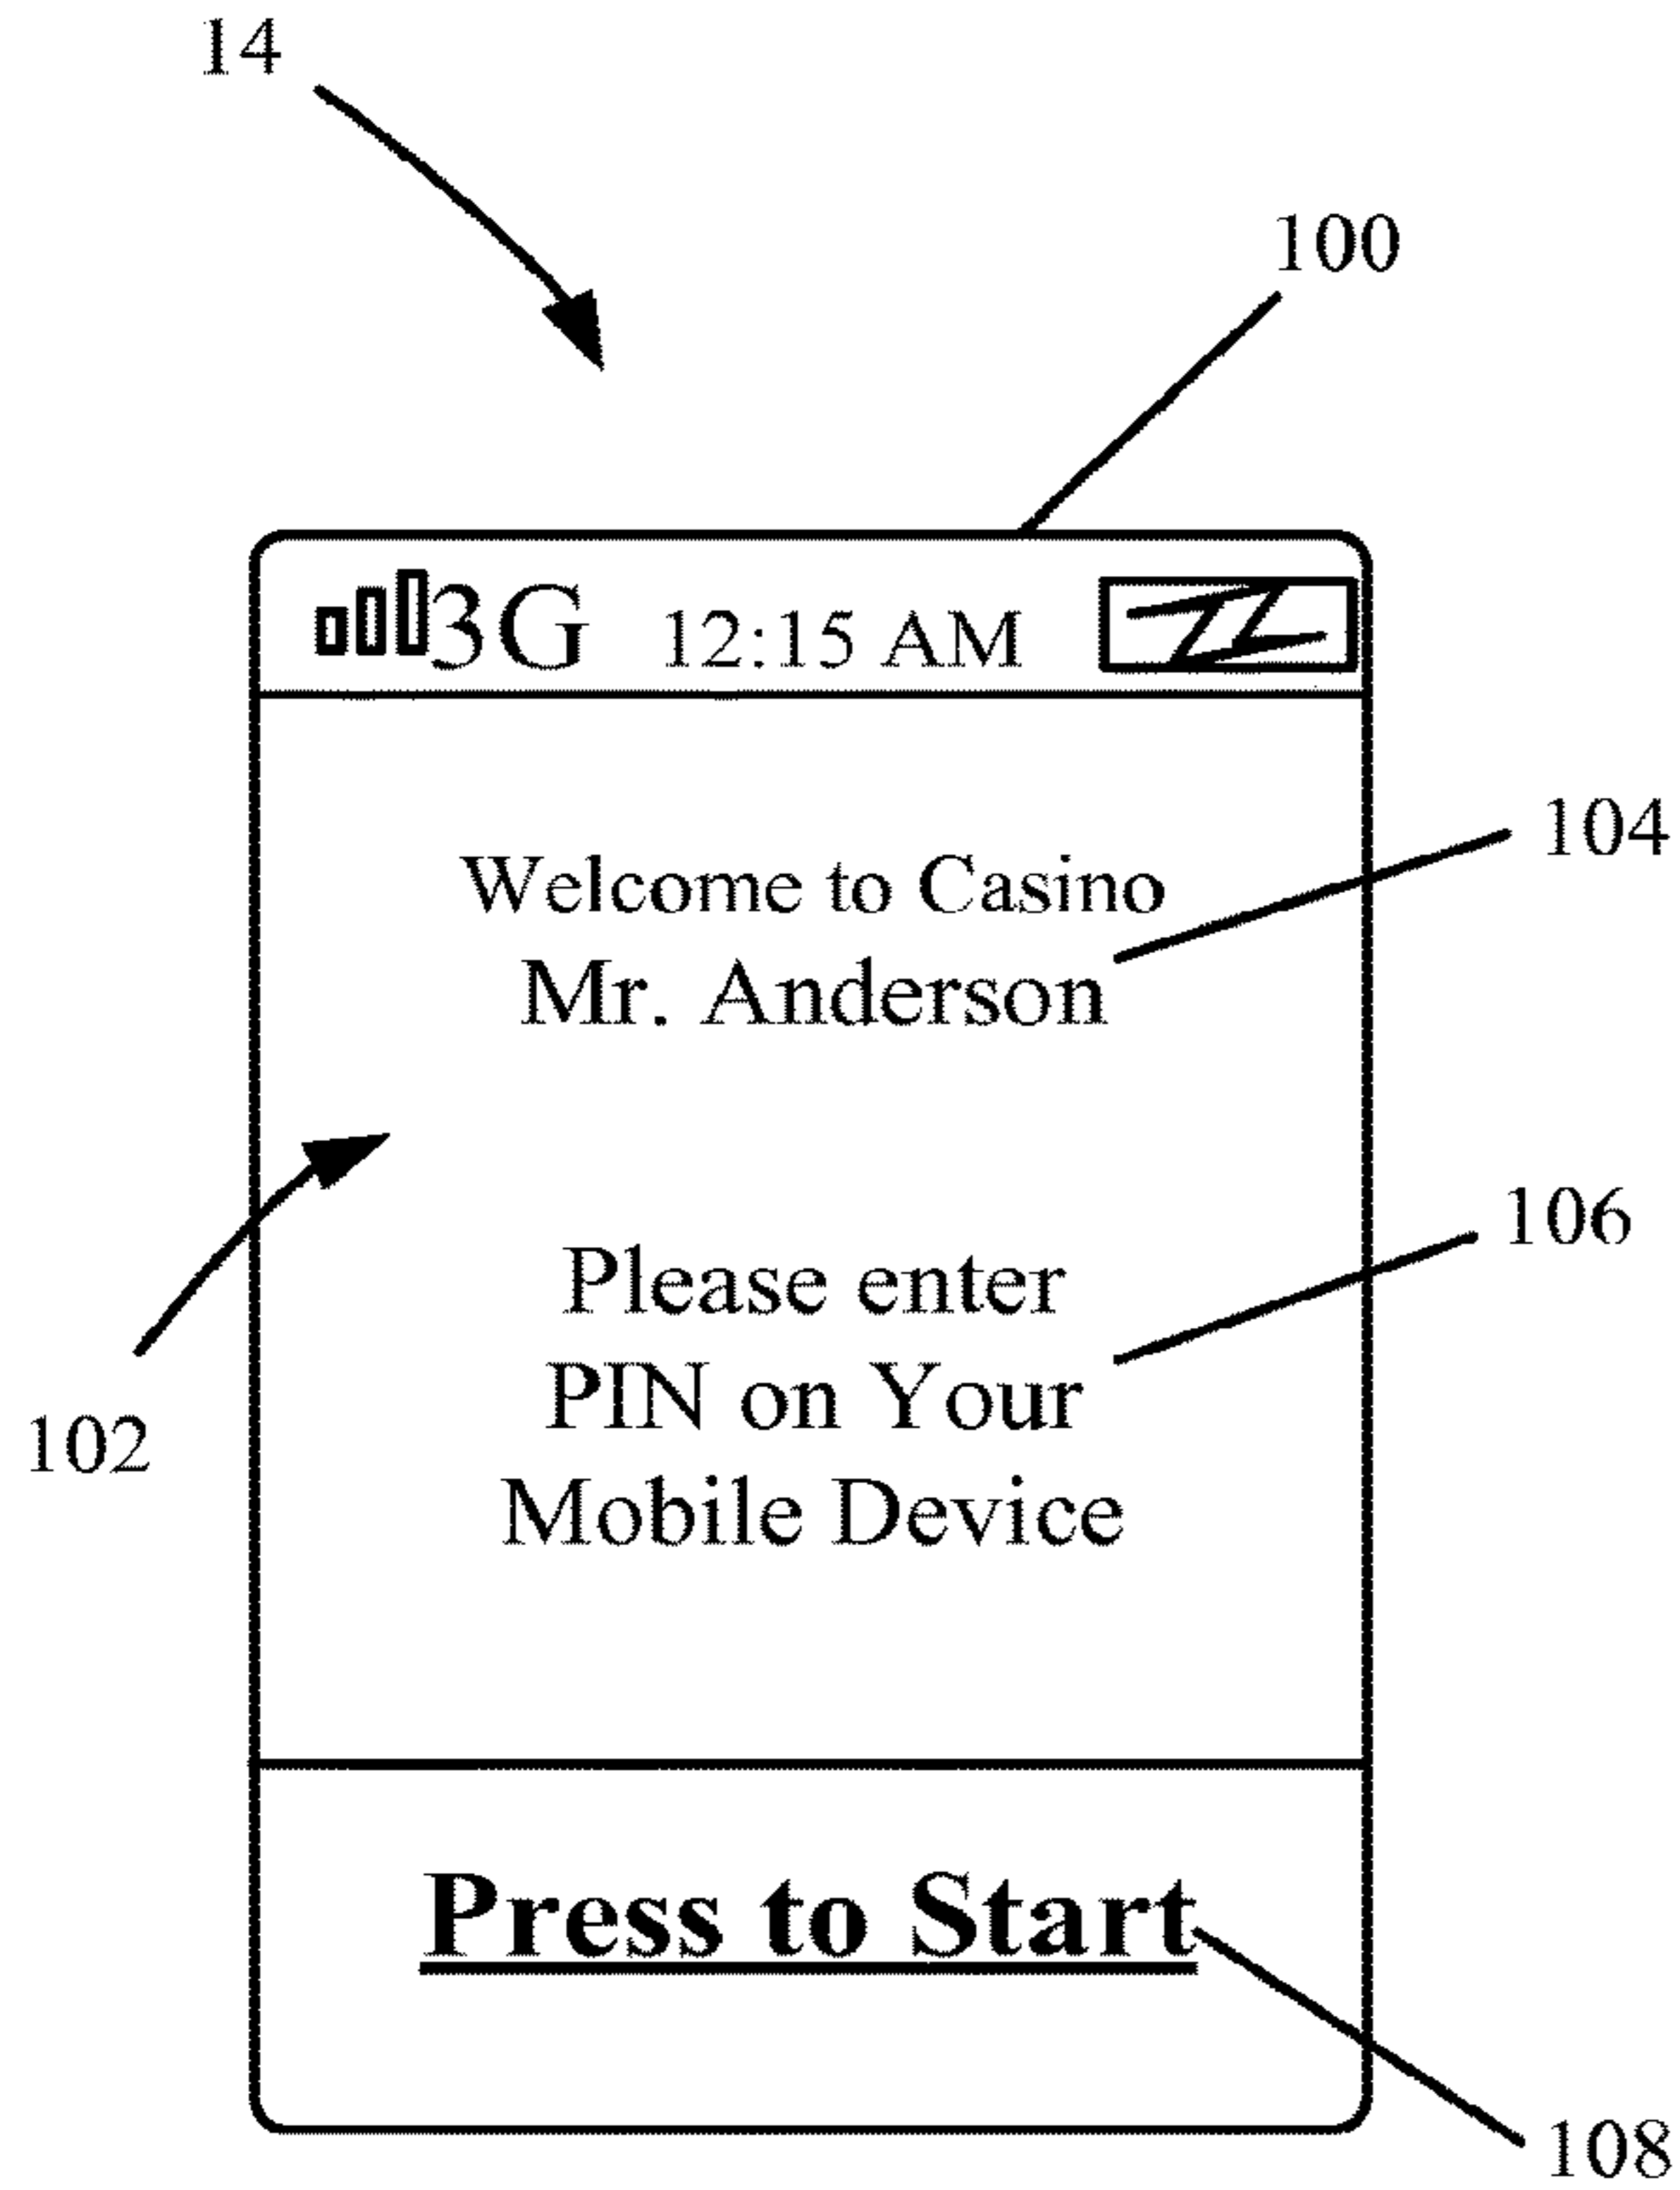 14
100
3G 12:15 AM
104
Welcome to Casino
Mr. Anderson
106
Please enter
PIN on Your
Mobile Device
102
Press to Start
108